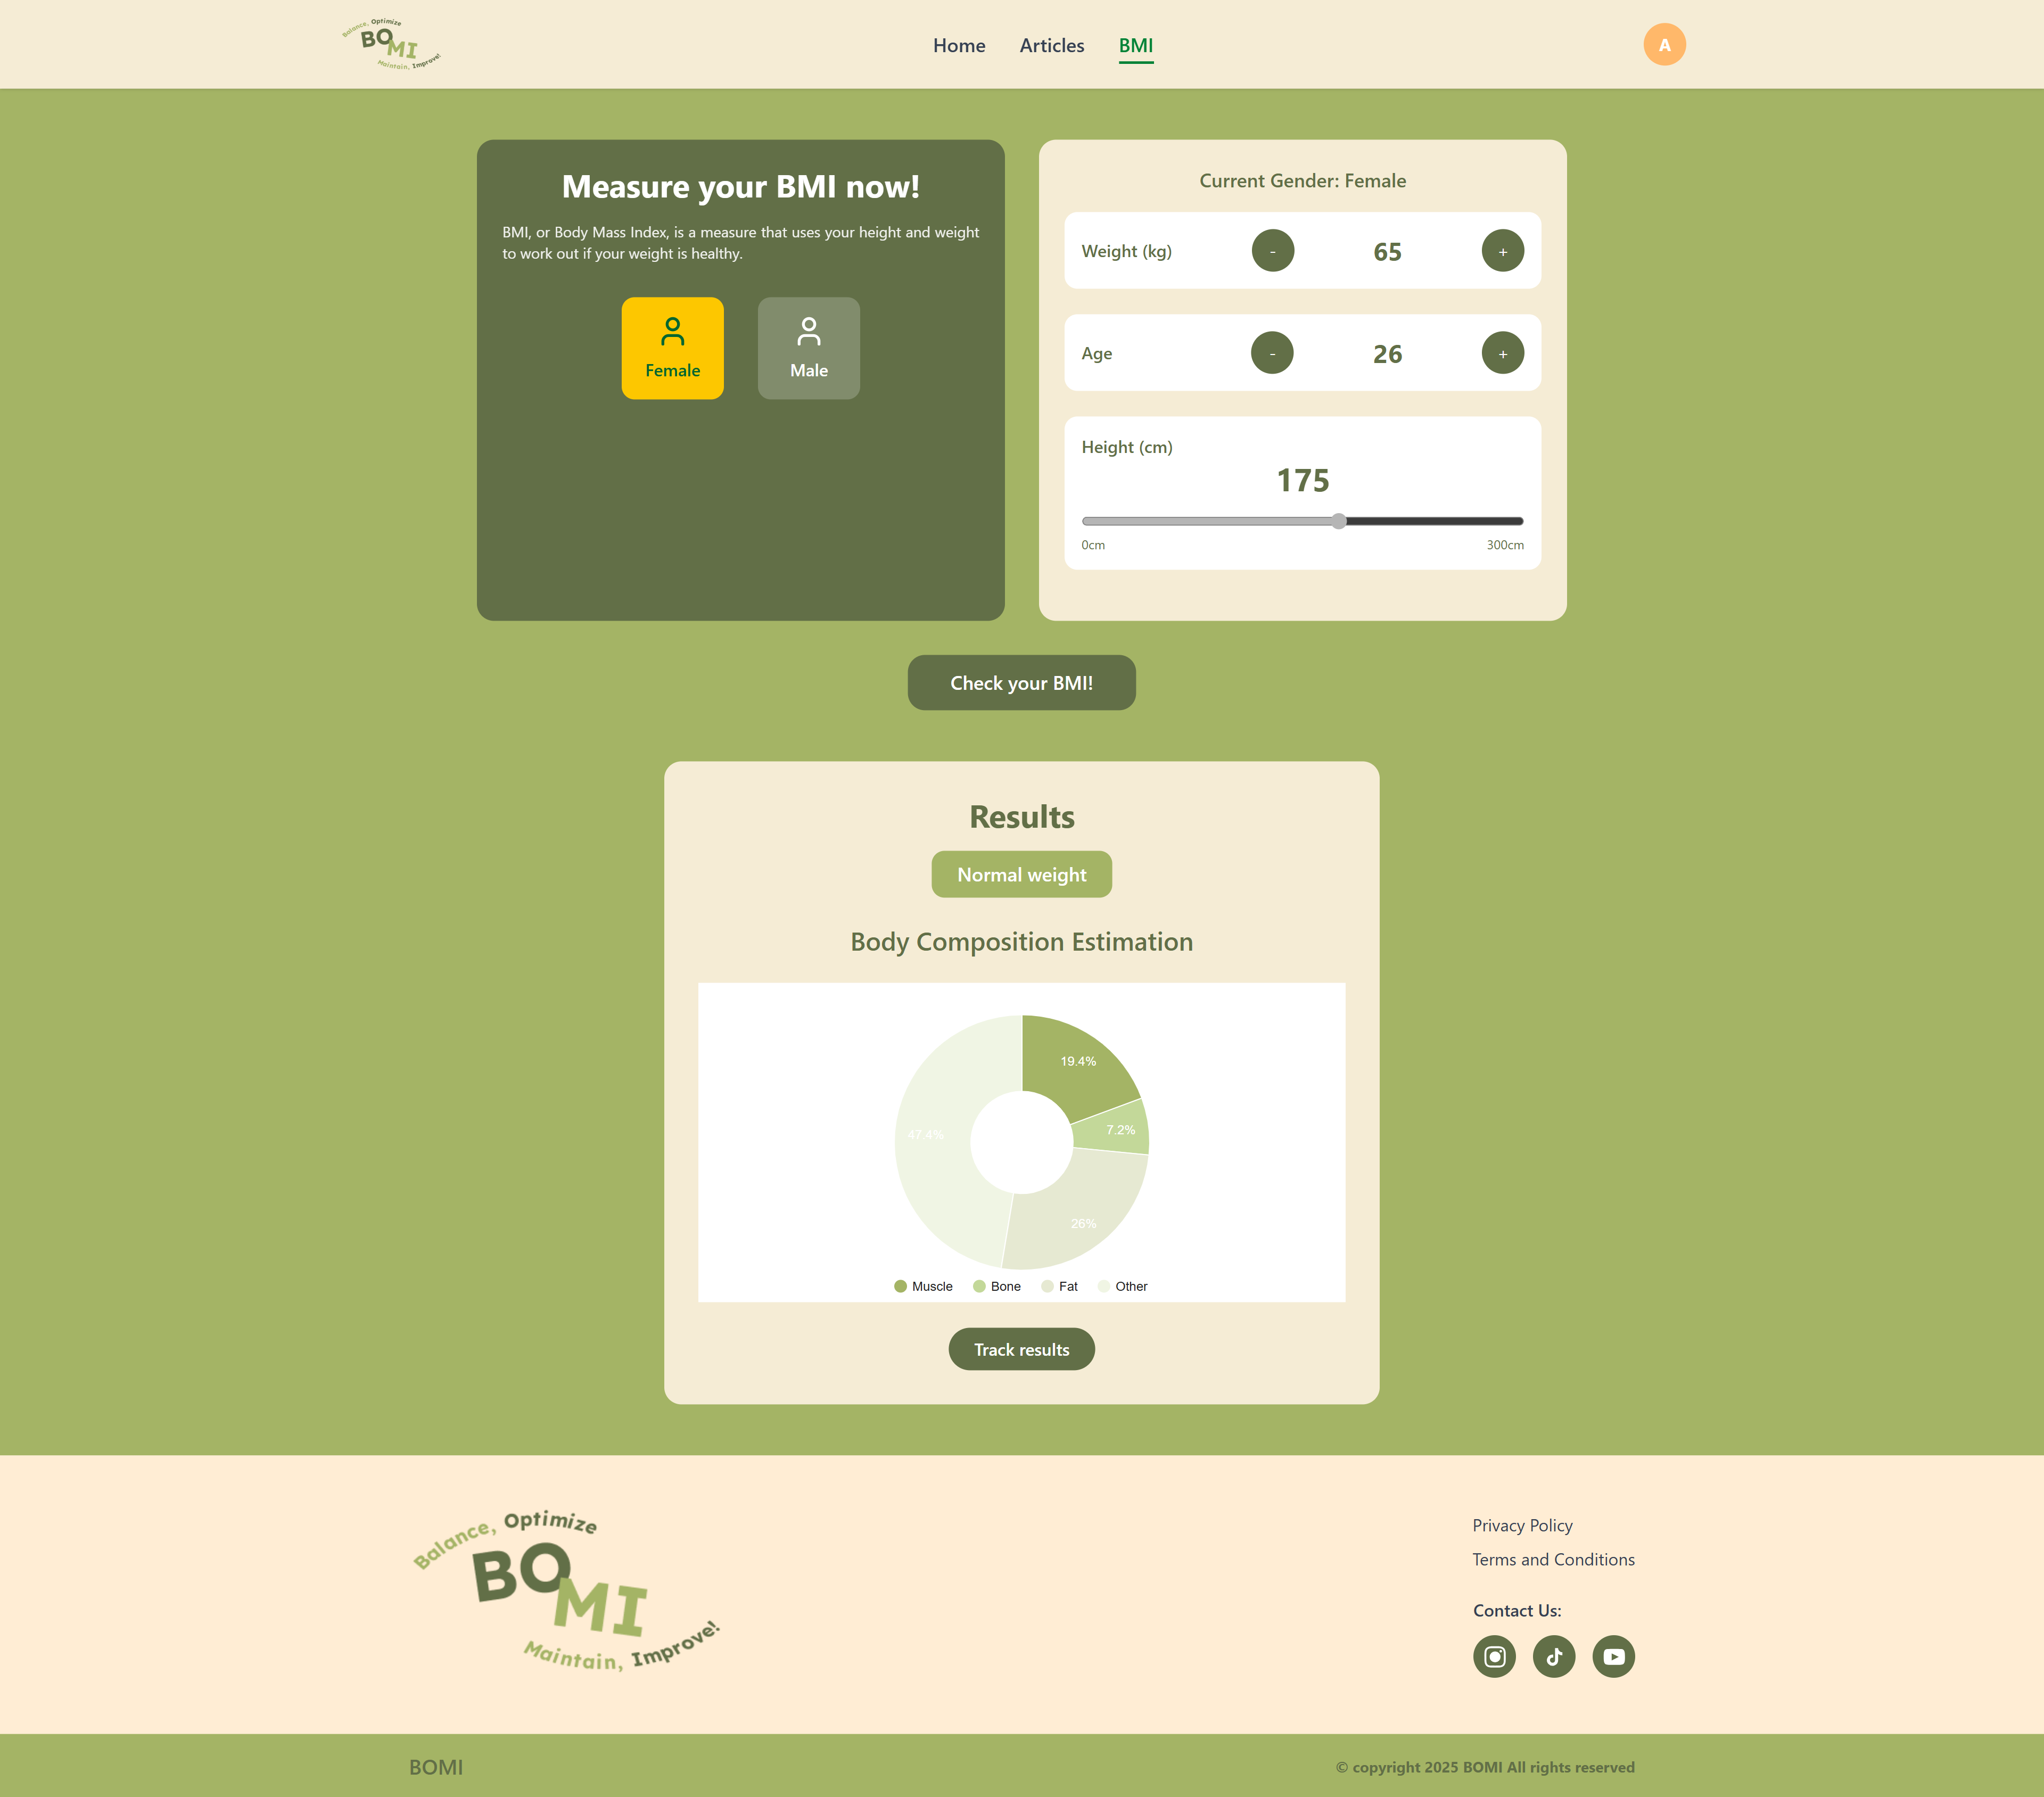 Balance, Optimize
BOMI
Maintain, Improve!
Home
Articles
BMI
A
Measure your BMI now!
BMI, or Body Mass Index, is a measure that uses your height and weight
to work out if your weight is healthy.
Female
Male
Current Gender: Female
Weight (kg)
-
65
+
Age
-
26
+
Height (cm)
175
0cm
300cm
Check your BMI!
Results
Normal weight
Body Composition Estimation
19.4%
7.2%
47.4%
26%
Muscle
Bone
Fat
Other
Track results
Balance, Optimize
BOMI
Maintain, Improve!
Privacy Policy
Terms and Conditions
Contact Us:
BOMI
© copyright 2025 BOMI All rights reserved